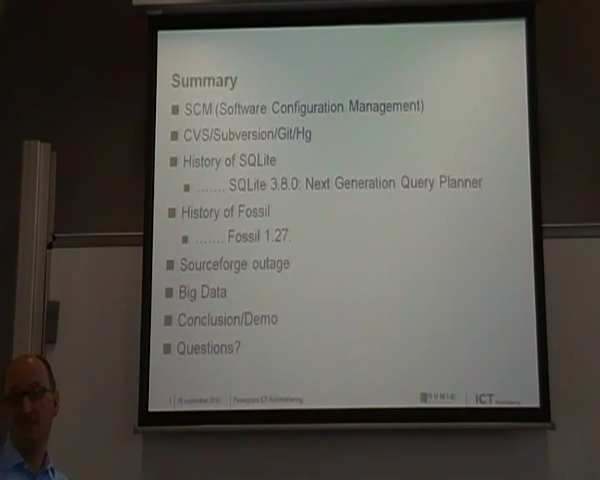 Summary
SCM (Software Configuration Management)
CVS/Subversion/Git/Hg
History of SQLite
....... SQLite 3.8.0: Next Generation Query Planner
History of Fossil
....... Fossil 1.27.
Sourceforge outage
Big Data
Conclusion/Demo
Questions?
ICT